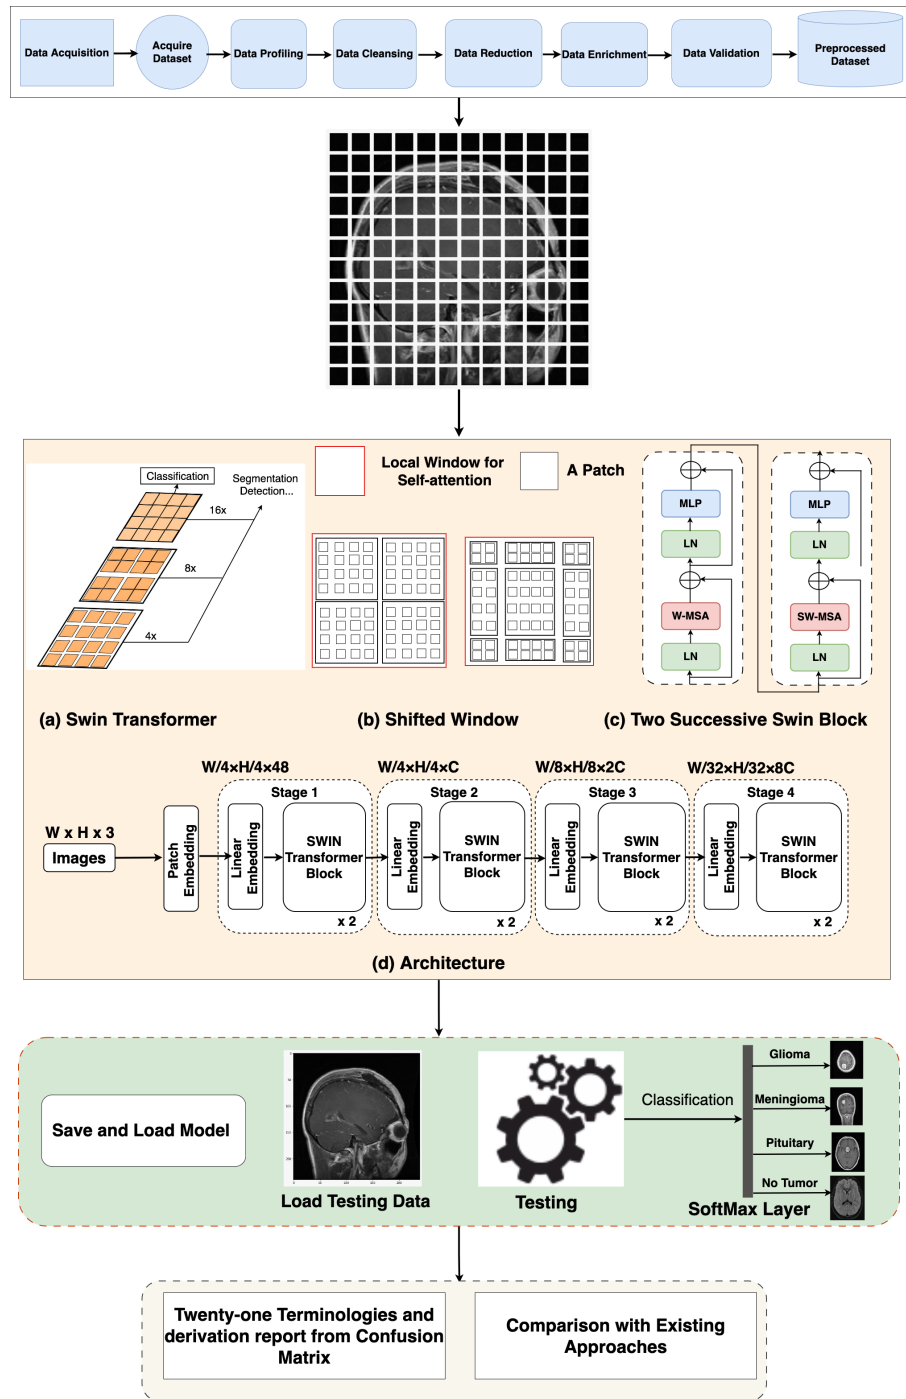 Data Acquisition
Acquire
Dataset
Data Profiling
Data Cleansing
Data Reduction
Data Enrichment
Data Validation
Preprocessed
Dataset
Local Window for
Self-attention
A Patch
Classification
Segmentation
Detection...
16x
8x
4x
MLP
LN
W-MSA
LN
MLP
LN
SW-MSA
LN
(a) Swin Transformer
(b) Shifted Window
(c) Two Successive Swin Block
W x H x 3
Images
Patch
Embedding
W/4×H/4×48
Stage 1
Linear
Embedding
SWIN
Transformer
Block
x 2
W/4×H/4×C
Stage 2
Linear
Embedding
SWIN
Transformer
Block
x 2
W/8×H/8×2C
Stage 3
Linear
Embedding
SWIN
Transformer
Block
x 2
W/32×H/32×8C
Stage 4
Linear
Embedding
SWIN
Transformer
Block
x 2
(d) Architecture
Save and Load Model
Load Testing Data
Testing
Classification
Glioma
Meningioma
Pituitary
No Tumor
SoftMax Layer
Twenty-one Terminologies and
derivation report from Confusion
Matrix
Comparison with Existing
Approaches